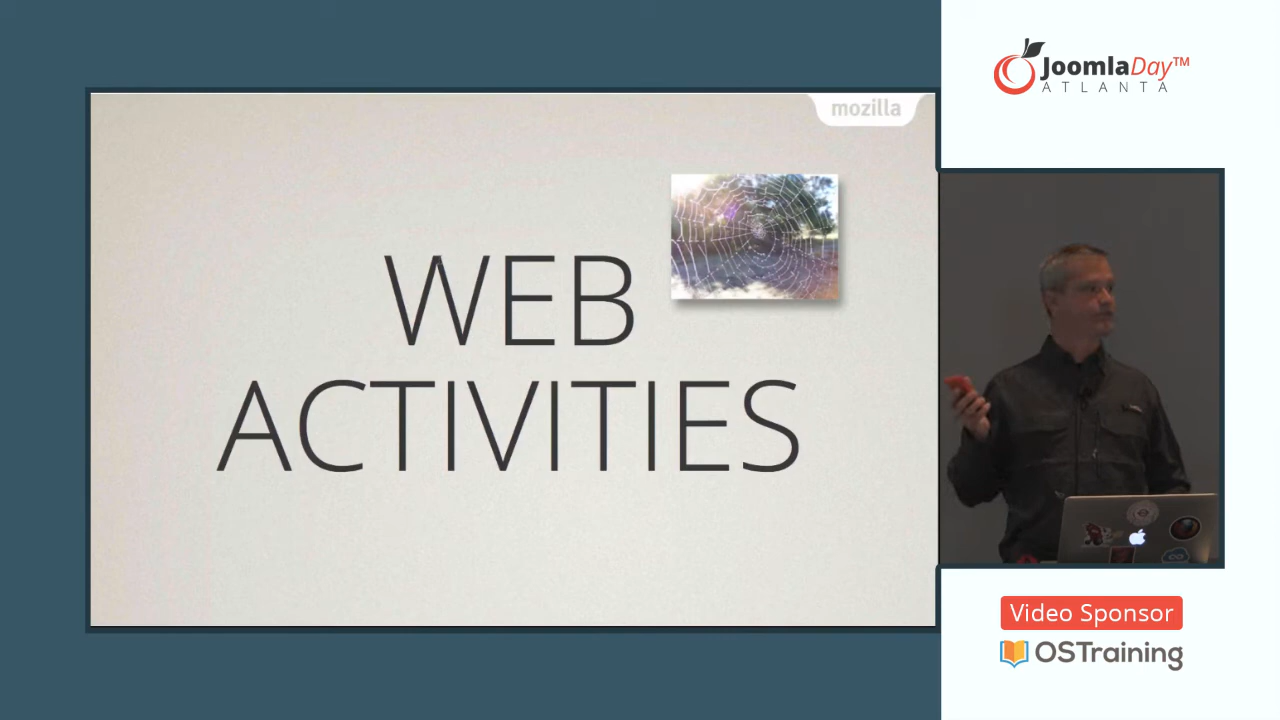 mozilla
WEB
ACTIVITIES
JoomlaDay™
ATLANTA
Video Sponsor
OSTraining